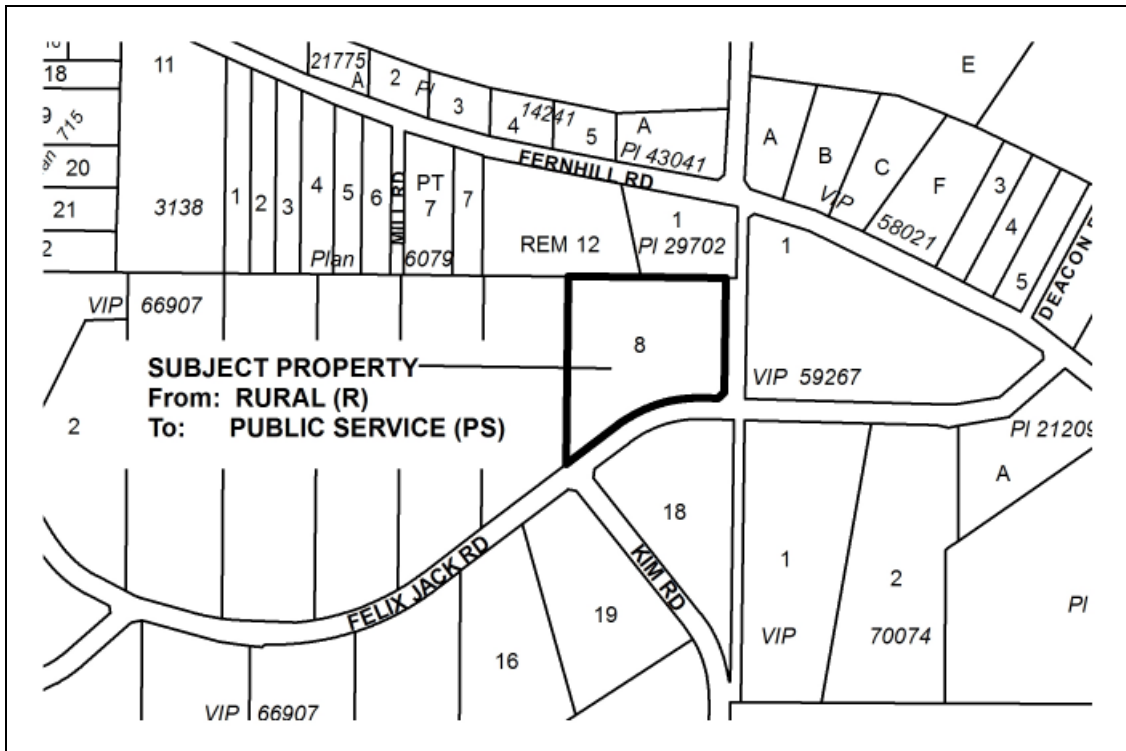 18
11
21775
A
2
Pl
3
14241
4
5
A
Pl 43041
E
9
715
20
21
2
3138
1
2
3
4
5
6
MILL RD
PT
7
7
Plan
6079
FERNHILL RD
REM 12
1
Pl 29702
A
B
C
F
3
4
5
VIP
58021
1
VIP 66907
8
SUBJECT PROPERTY
From: RURAL (R)
To: PUBLIC SERVICE (PS)
VIP 59267
2
Pl 21209
A
18
KIM RD
FELIX JACK RD
19
16
1
2
VIP
70074
Pl
VIP 66907